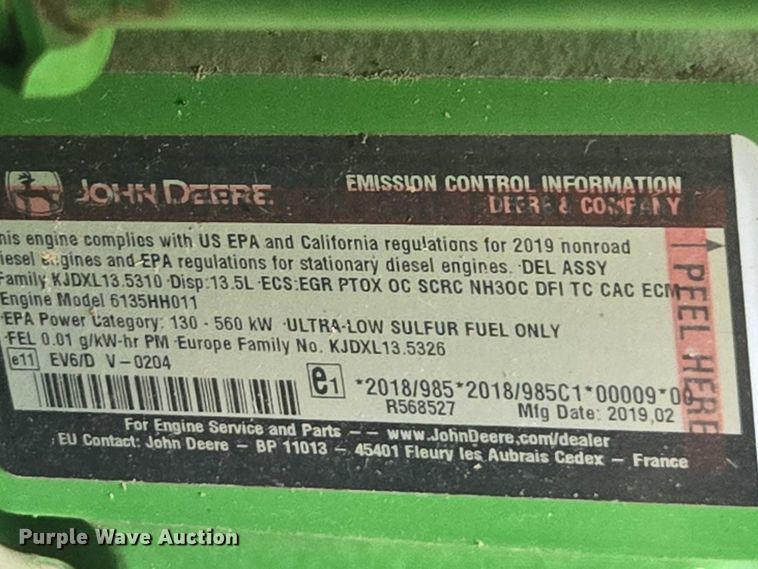 JOHN DEERE
EMISSION CONTROL INFORMATION
DEERE & COMPANY
his engine complies with US EPA and California regulations for 2019 nonroad
iesel engines and EPA regulations for stationary diesel engines. ·DEL ASSY
Family KJDXL13.5310 ·Disp:13.5L ·ECS:EGR PTOX OC SCRC NH3OC DFI TC CAC ECM
Engine Model 6135HH011
·EPA Power Category: 130 - 560 kW ·ULTRA-LOW SULFUR FUEL ONLY
·FEL 0.01 g/kW-hr PM ·Europe Family No. KJDXL13.5326
e11 EV6/D V-0204
e1 *2018/985*2018/985C1*00009*00
R568527 Mfg Date: 2019,02
PEEL HERE
For Engine Service and Parts -- www.JohnDeere.com/dealer
EU Contact: John Deere - BP 11013 - 45401 Fleury les Aubrais Cedex - France
Purple Wave Auction